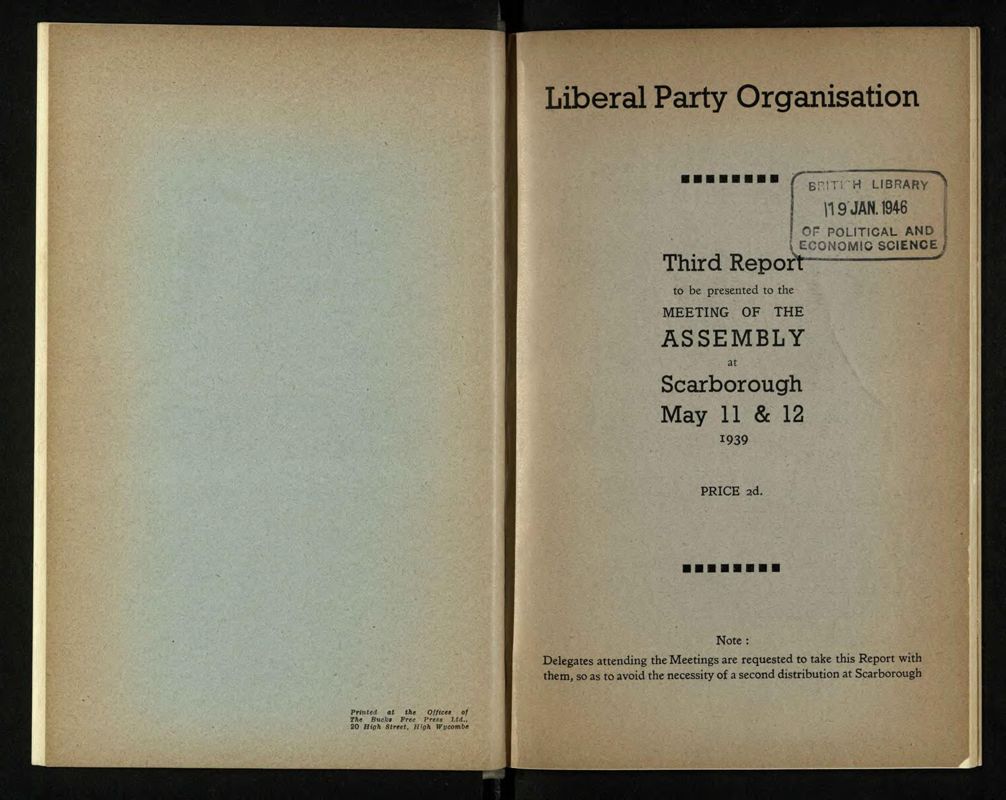 Printed at the Offices of
The Bucks Free Press Ltd.,
20 High Street, High Wycombe
Liberal Party Organisation
BRITISH LIBRARY
19 JAN. 1946
OF POLITICAL AND
ECONOMIC SCIENCE
Third Report
to be presented to the
MEETING OF THE
ASSEMBLY
at
Scarborough
May 11 & 12
1939
PRICE 2d.
Note :
Delegates attending the Meetings are requested to take this Report with
them, so as to avoid the necessity of a second distribution at Scarborough